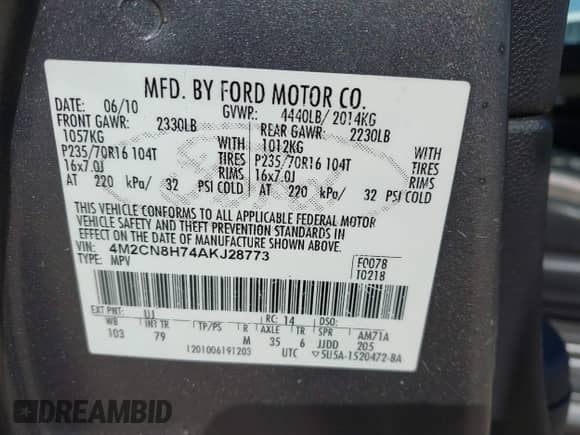 MFD. BY FORD MOTOR CO.
DATE: 06/10 GVWR: 4440LB/ 2014KG
FRONT GAWR: 2330LB REAR GAWR: 2230LB
1057KG WITH 1012KG WITH
P235/70R16 104T TIRES P235/70R16 104T TIRES
16x7.0J RIMS 16x7.0J RIMS
AT 220 kPa/ 32 PSI COLD AT 220 kPa/ 32 PSI COLD
THIS VEHICLE CONFORMS TO ALL APPLICABLE FEDERAL MOTOR
VEHICLE SAFETY AND BUMPER STANDARDS IN EFFECT ON THE DATE OF
MANUFACTURE SHOWN ABOVE.
VIN: 4M2CN8H74AKJ28773 F0078
TYPE: MPV T0218
EXT PNT: UJ RC: 14 DSO:
WB INT TR TP/PS R AXLE TR SPR AM71A
103 79 M 35 6 JJDD 205
1201006191203 UTC ▽5U5A-1520472-BA
Ford
DREAMBID